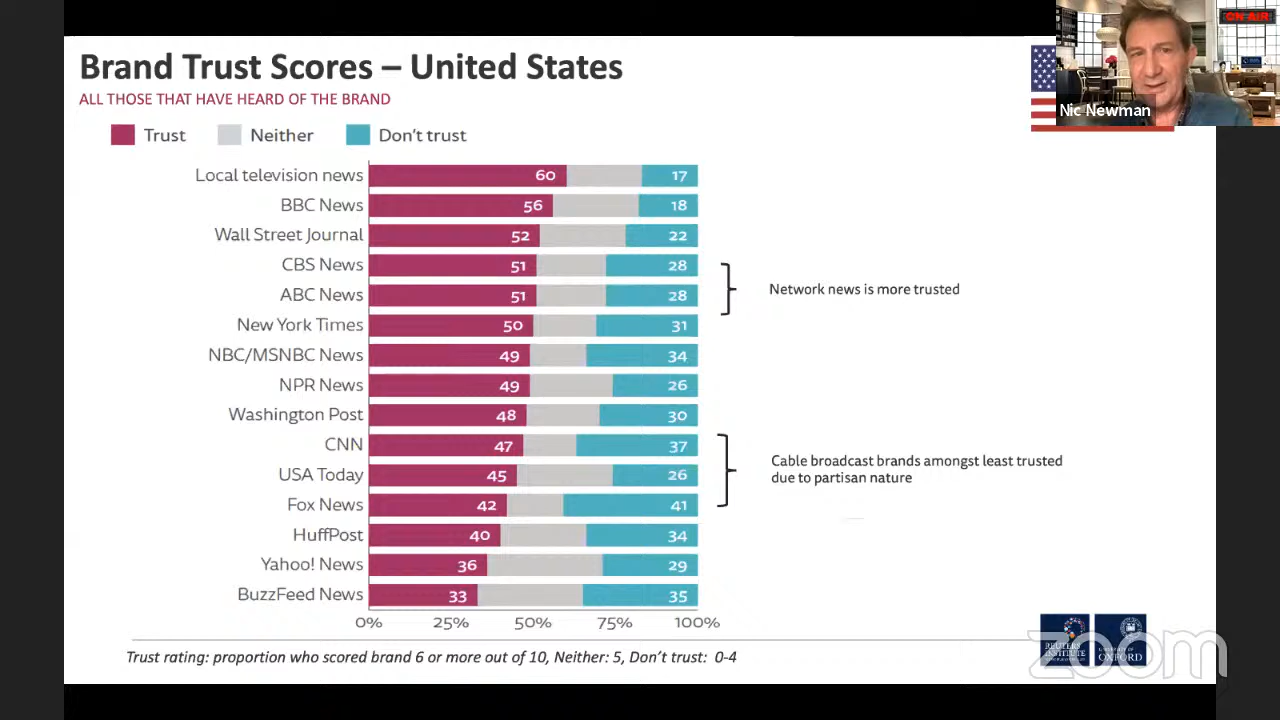 Brand Trust Scores – United States
ALL THOSE THAT HAVE HEARD OF THE BRAND
Trust Neither Don't trust
Local television news 60 17
BBC News 56 18
Wall Street Journal 52 22
CBS News 51 28
ABC News 51 28
New York Times 50 31
NBC/MSNBC News 49 34
NPR News 49 26
Washington Post 48 30
CNN 47 37
USA Today 45 26
Fox News 42 41
HuffPost 40 34
Yahoo! News 36 29
BuzzFeed News 33 35
0% 25% 50% 75% 100%
Network news is more trusted
Cable broadcast brands amongst least trusted
due to partisan nature
Trust rating: proportion who scored brand 6 or more out of 10, Neither: 5, Don't trust: 0-4
ON AIR
Nic Newman
REUTERS
INSTITUTE
OXFORD
zoom